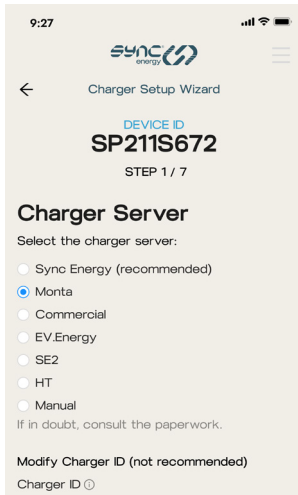 9:27
sync
energy
Charger Setup Wizard
DEVICE ID
SP211S672
STEP 1 / 7
Charger Server
Select the charger server:
Sync Energy (recommended)
Monta
Commercial
EV.Energy
SE2
HT
Manual
If in doubt, consult the paperwork.
Modify Charger ID (not recommended)
Charger ID